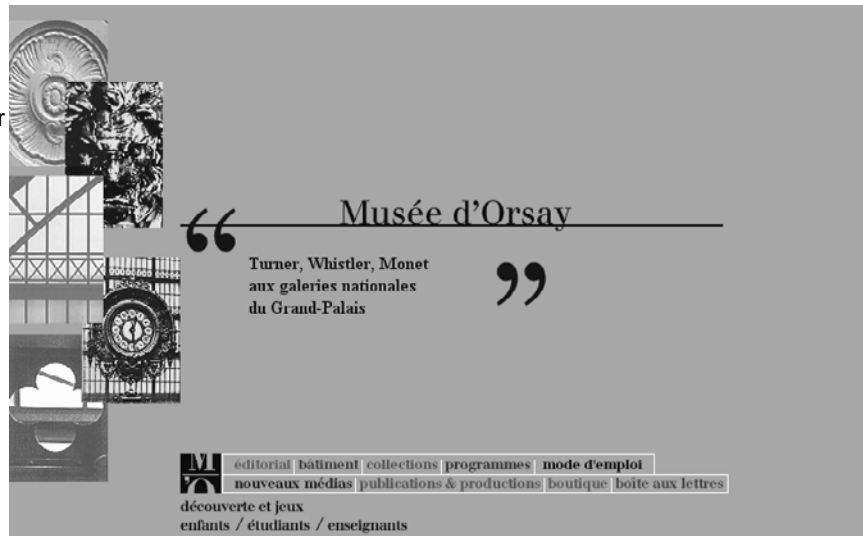 r
Musée d'Orsay
“
Turner, Whistler, Monet
aux galeries nationales
du Grand-Palais
”
M'O
éditorial | bâtiment | collections | programmes | mode d'emploi
nouveaux médias | publications & productions | boutique | boîte aux lettres
découverte et jeux
enfants / étudiants / enseignants